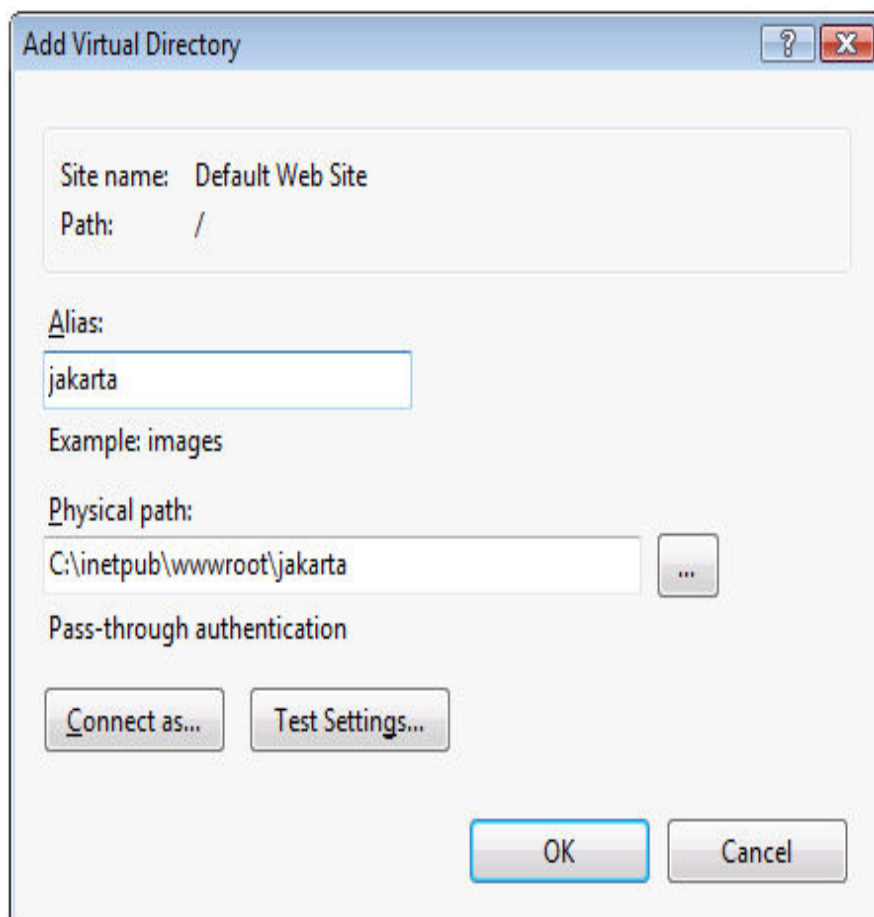 Add Virtual Directory
Site name: Default Web Site
Path: /
Alias:
jakarta
Example: images
Physical path:
C:\inetpub\wwwroot\jakarta
...
Pass-through authentication
Connect as... Test Settings...
OK Cancel